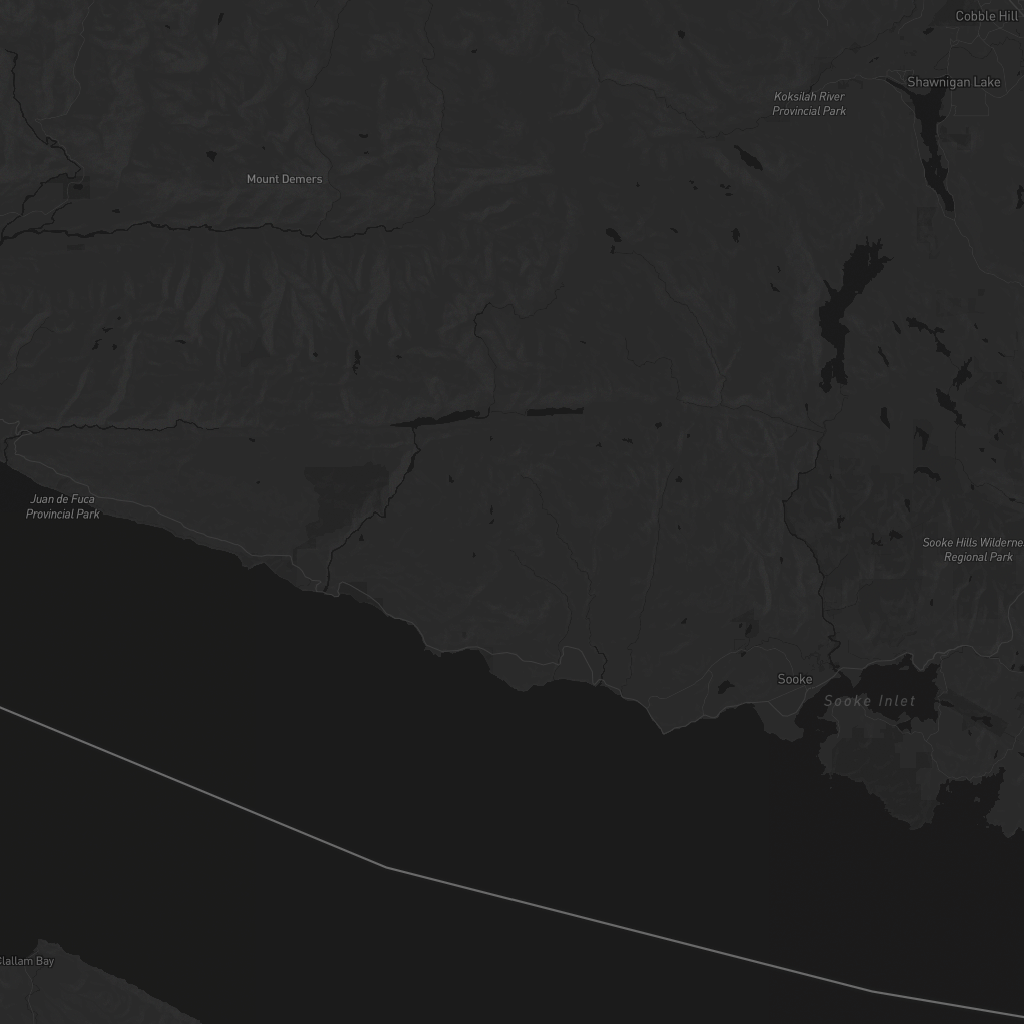 Cobble Hill
Shawnigan Lake
Koksilah River
Provincial Park
Mount Demers
Juan de Fuca
Provincial Park
Sooke Hills Wilderne
Regional Park
Sooke
Sooke Inlet
Clallam Bay